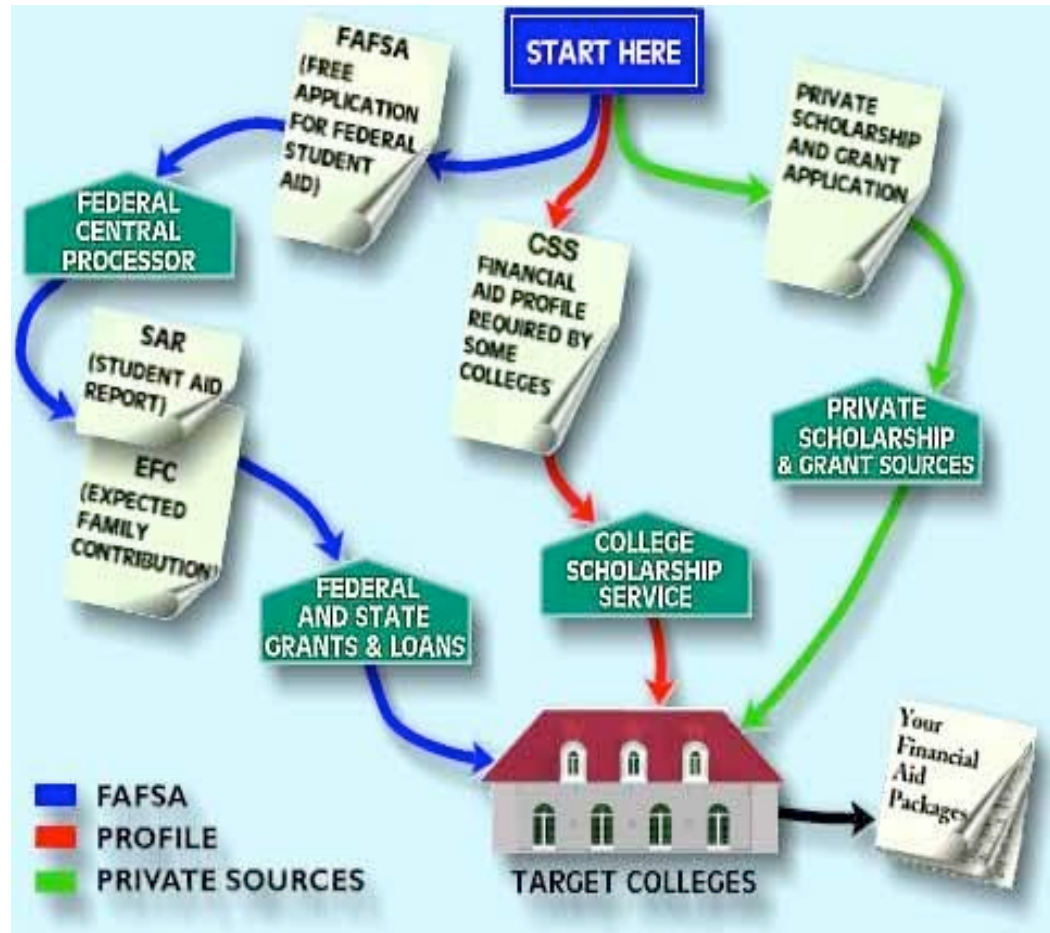 START HERE
FAFSA
(FREE
APPLICATION
FOR FEDERAL
STUDENT
AID)
FEDERAL
CENTRAL
PROCESSOR
SAR
(STUDENT AID
REPORT)
EFC
(EXPECTED
FAMILY
CONTRIBUTION)
FEDERAL
AND STATE
GRANTS & LOANS
CSS
FINANCIAL
AID PROFILE
REQUIRED BY
SOME
COLLEGES
COLLEGE
SCHOLARSHIP
SERVICE
PRIVATE
SCHOLARSHIP
AND GRANT
APPLICATION
PRIVATE
SCHOLARSHIP
& GRANT SOURCES
TARGET COLLEGES
Your
Financial
Aid
Packages
FAFSA
PROFILE
PRIVATE SOURCES